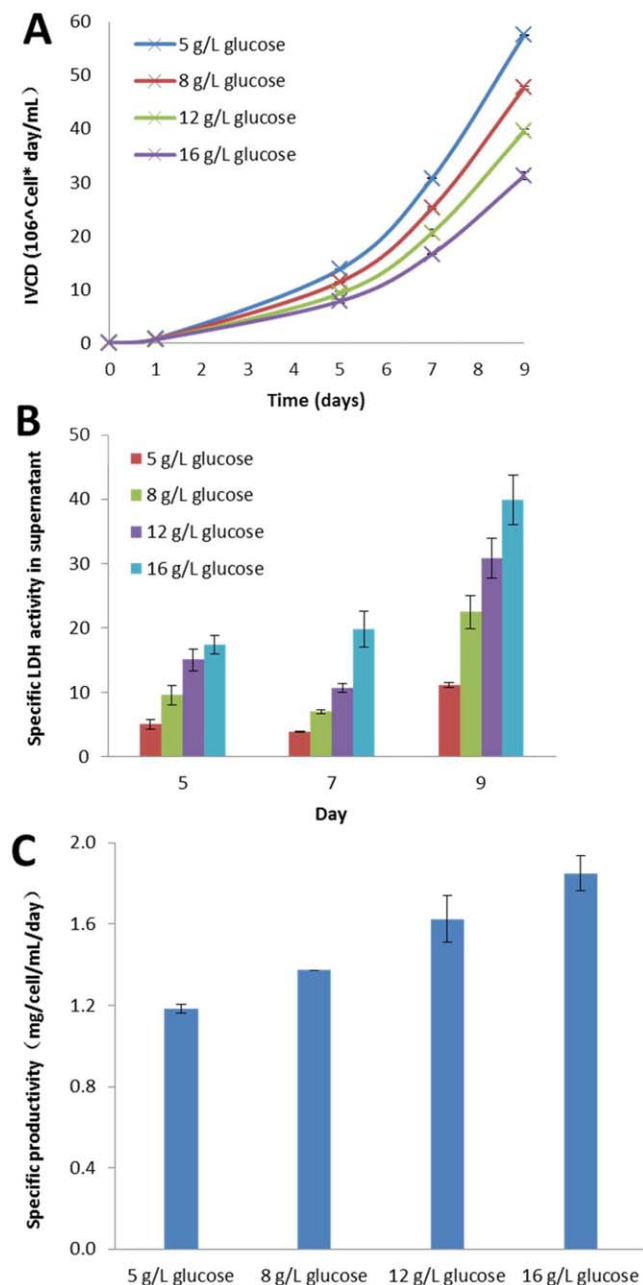 A
60
50
40
30
20
10
0
IVCD (106^Cell* day/mL)
5 g/L glucose
8 g/L glucose
12 g/L glucose
16 g/L glucose
0 1 2 3 4 5 6 7 8 9
Time (days)
B
50
40
30
20
10
0
Specific LDH activity in supernatant
5 g/L glucose
8 g/L glucose
12 g/L glucose
16 g/L glucose
5 7 9
Day
C
2.0
1.6
1.2
0.8
0.4
0.0
Specific productivity（mg/cell/mL/day）
5 g/L glucose 8 g/L glucose 12 g/L glucose 16 g/L glucose